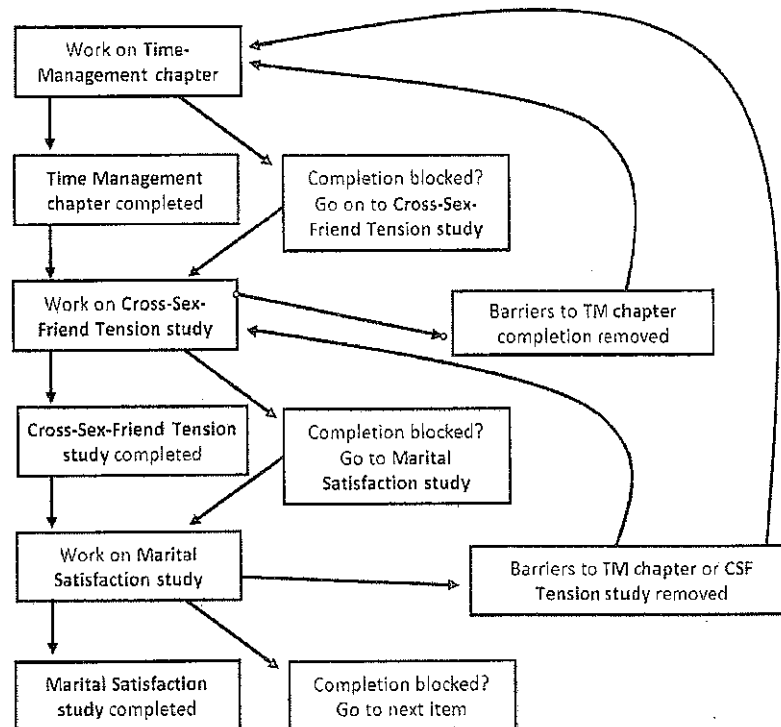 Work on Time-
Management chapter
Time Management
chapter completed
Completion blocked?
Go on to Cross-Sex-
Friend Tension study
Work on Cross-Sex-
Friend Tension study
Barriers to TM chapter
completion removed
Cross-Sex-Friend Tension
study completed
Completion blocked?
Go to Marital
Satisfaction study
Work on Marital
Satisfaction study
Barriers to TM chapter or CSF
Tension study removed
Marital Satisfaction
study completed
Completion blocked?
Go to next item